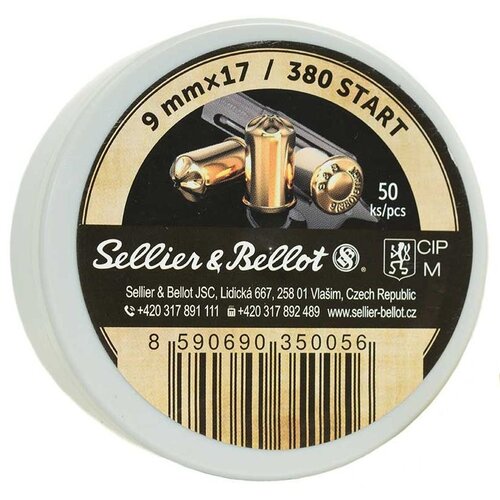 9 mm×17 / 380 START
50
ks/pcs
Sellier & Bellot S&B®
CIP
M
Sellier & Bellot JSC, Lidická 667, 258 01 Vlašim, Czech Republic
+420 317 891 111 / +420 317 892 489 / www.sellier-bellot.cz
8 590690 350056